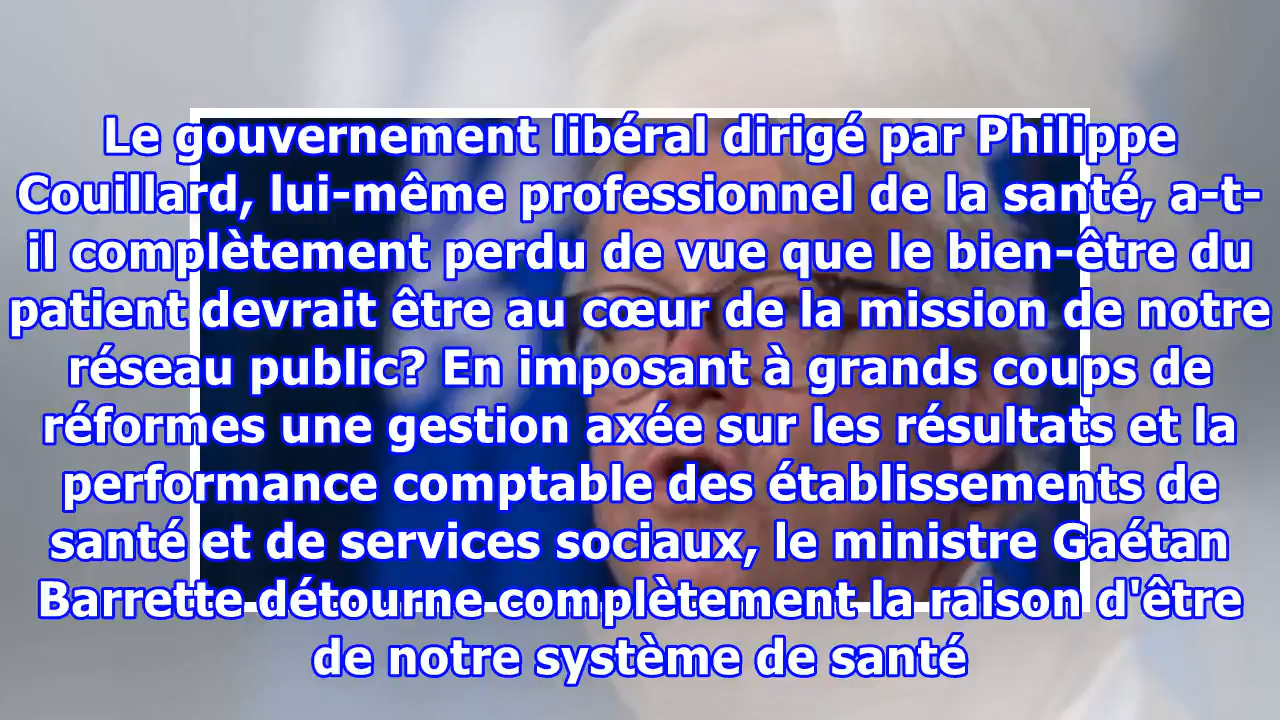 Le gouvernement libéral dirigé par Philippe
Couillard, lui-même professionnel de la santé, a-t-
il complètement perdu de vue que le bien-être du
patient devrait être au cœur de la mission de notre
réseau public? En imposant à grands coups de
réformes une gestion axée sur les résultats et la
performance comptable des établissements de
santé et de services sociaux, le ministre Gaétan
Barrette détourne complètement la raison d'être
de notre système de santé